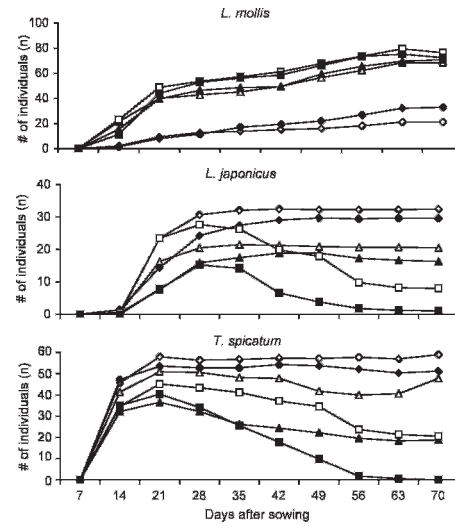 L. mollis
# of individuals (n)
100
80
60
40
20
0
L. japonicus
# of individuals (n)
40
30
20
10
0
T. spicatum
# of individuals (n)
60
50
40
30
20
10
0
7 14 21 28 35 42 49 56 63 70
Days after sowing